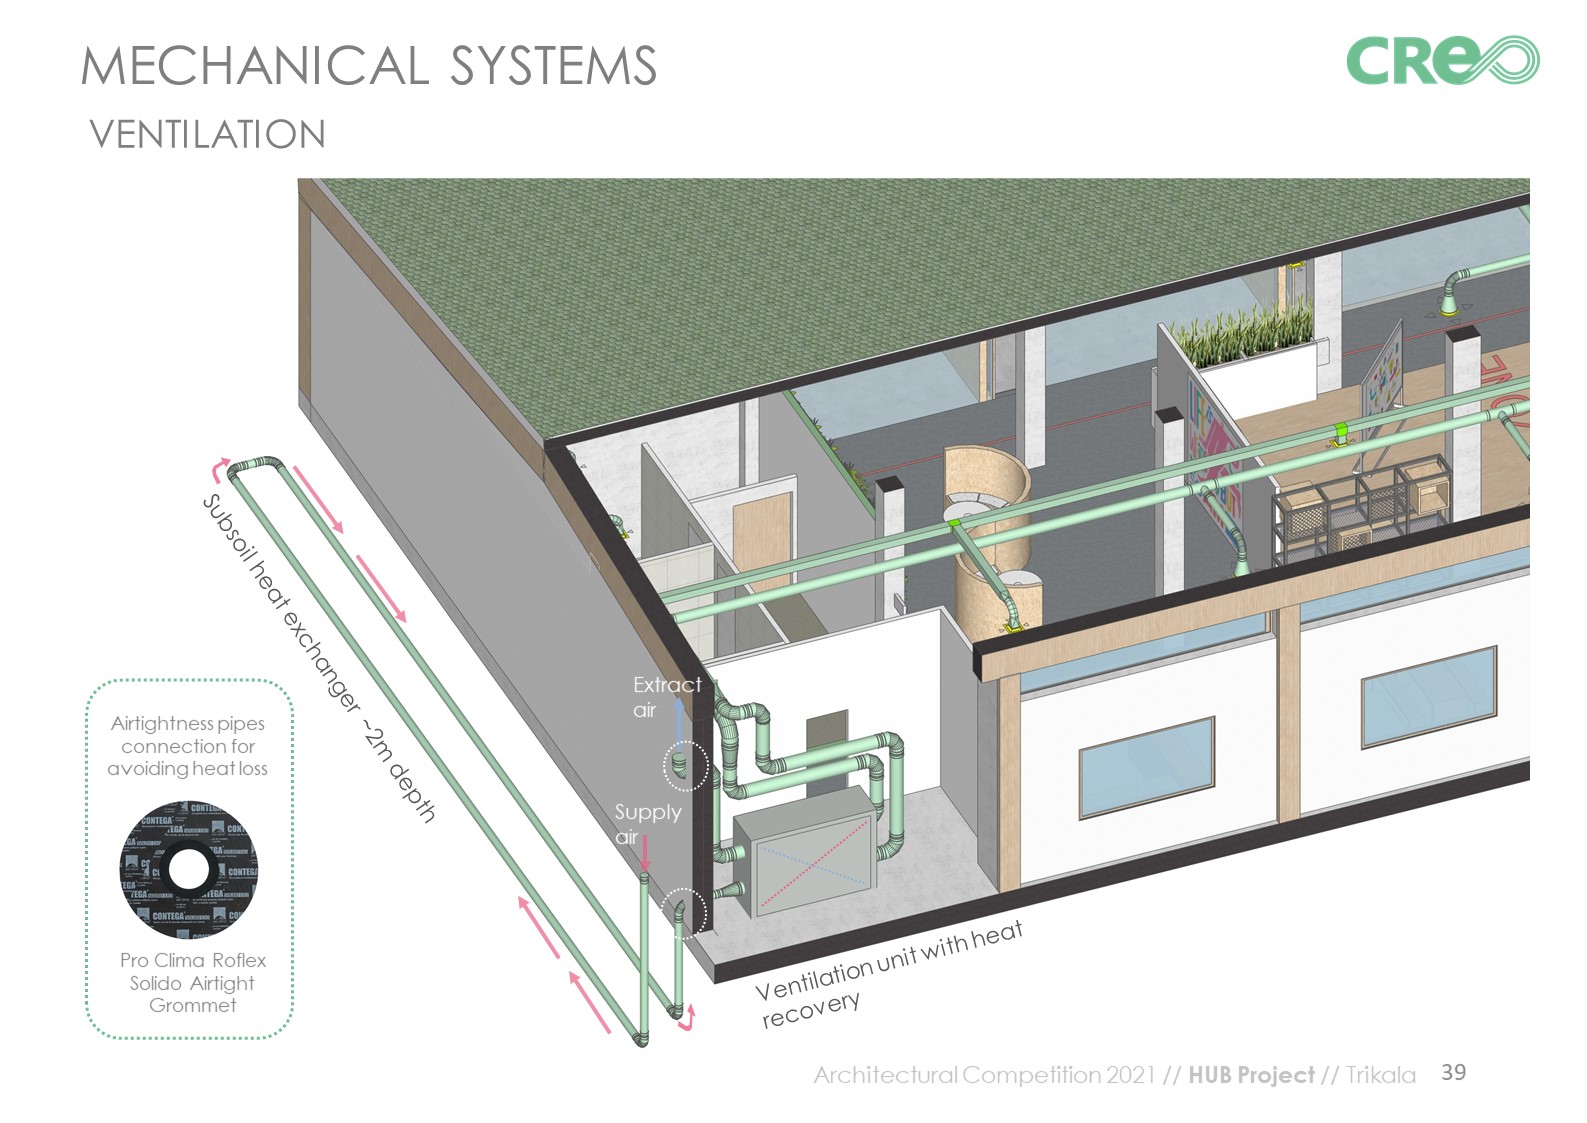 MECHANICAL SYSTEMS
CREO
VENTILATION
Subsoil heat exchanger ~2m depth
Extract
air
Supply
air
Airtightness pipes
connection for
avoiding heat loss
CONTEGA
Pro Clima Roflex
Solido Airtight
Grommet
Ventilation unit with heat
recovery
Architectural Competition 2021 // HUB Project // Trikala
39